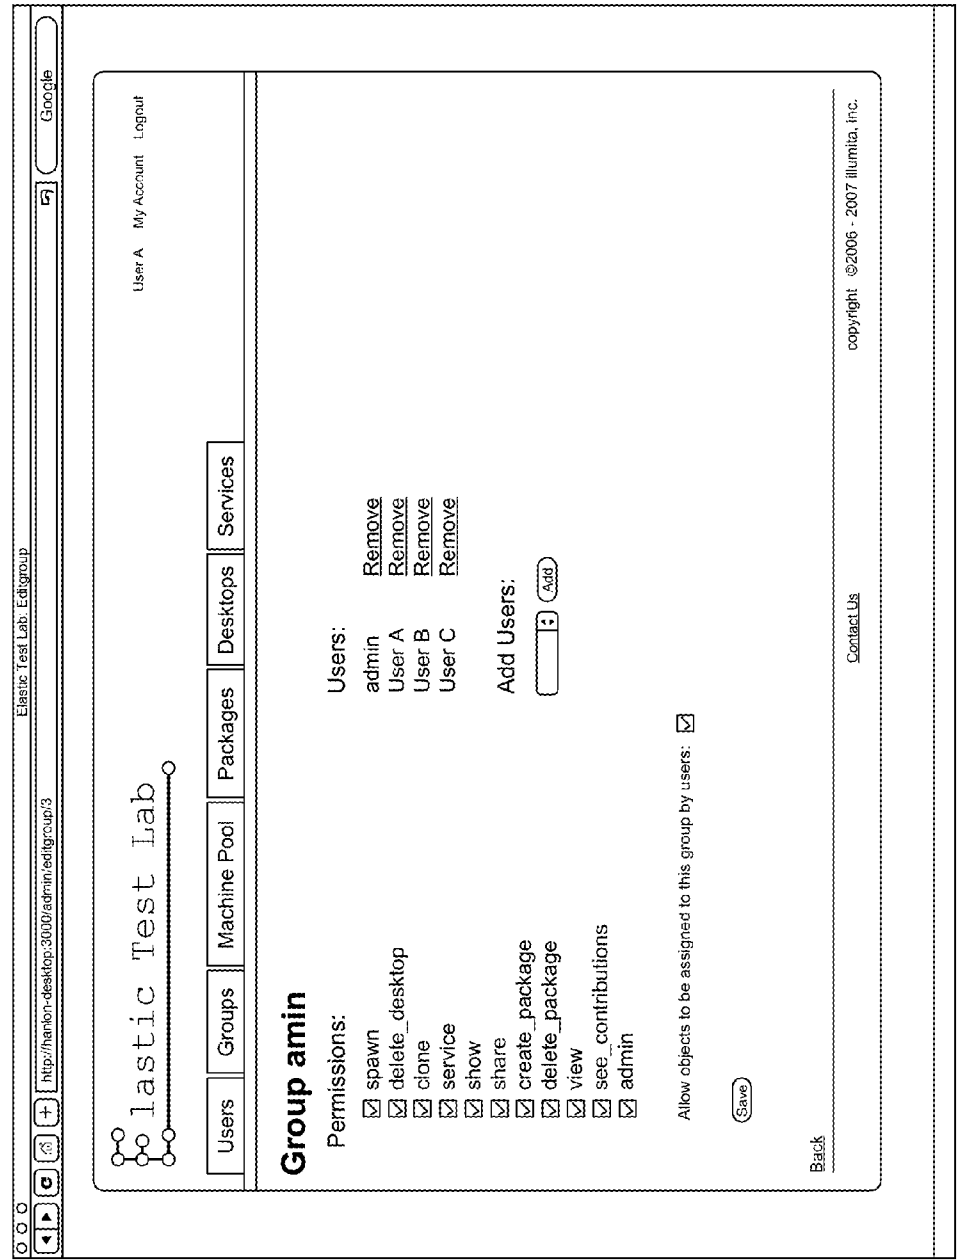 Elastic Test Lab: Editgroup
http://hanlon-desktop:3000/admin/editgroup/3
Google
User A My Account Logout
lastic Test Lab
Users Groups Machine Pool Packages Desktops Services
Group amin
Permissions:
spawn
delete_desktop
clone
service
show
share
create_package
delete_package
view
see_contributions
admin
Users:
admin Remove
User A Remove
User B Remove
User C Remove
Add Users:
Add
Allow objects to be assigned to this group by users:
Save
Back
Contact Us
copyright ©2006 - 2007 illumita, inc.